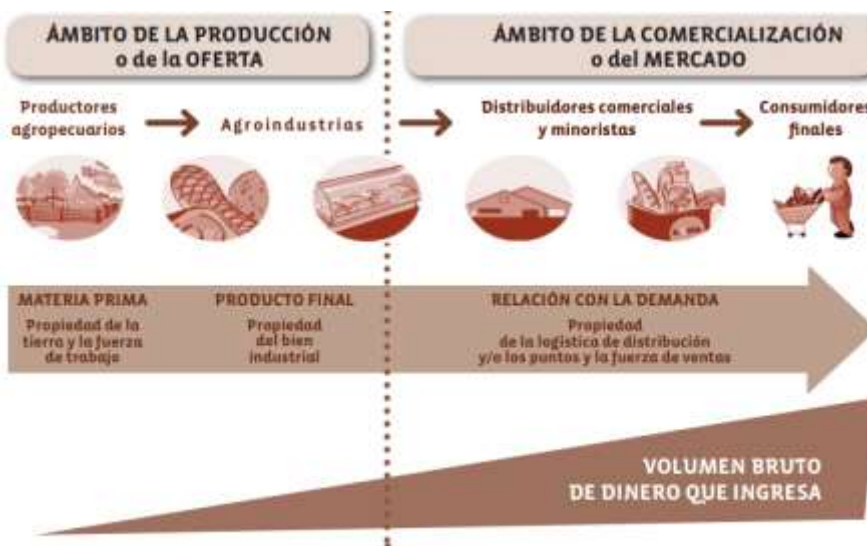 ÁMBITO DE LA PRODUCCIÓN
o de la OFERTA
ÁMBITO DE LA COMERCIALIZACIÓN
o del MERCADO
Productores
agropecuarios
Agroindustrias
Distribuidores comerciales
y minoristas
Consumidores
finales
MATERIA PRIMA
Propiedad de la
tierra y la fuerza
de trabajo
PRODUCTO FINAL
Propiedad
del bien
industrial
RELACIÓN CON LA DEMANDA
Propiedad
de la logística de distribución
y/o los puntos y la fuerza de ventas
VOLUMEN BRUTO
DE DINERO QUE INGRESA